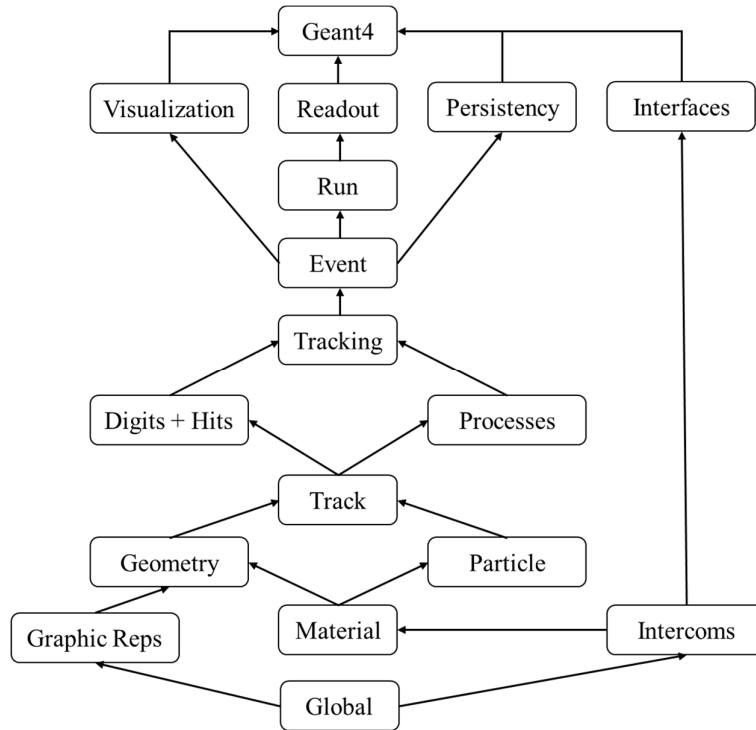 Geant4
Visualization
Readout
Persistency
Interfaces
Run
Event
Tracking
Digits + Hits
Processes
Track
Geometry
Particle
Graphic Reps
Material
Intercoms
Global